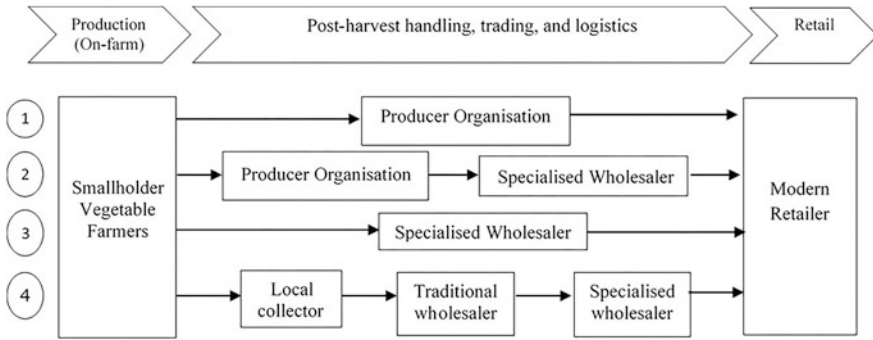 Production
(On-farm)
Post-harvest handling, trading, and logistics
Retail
1
Producer Organisation
2
Producer Organisation
Specialised Wholesaler
Smallholder
Vegetable
Farmers
Modern
Retailer
3
Specialised Wholesaler
4
Local
collector
Traditional
wholesaler
Specialised
wholesaler